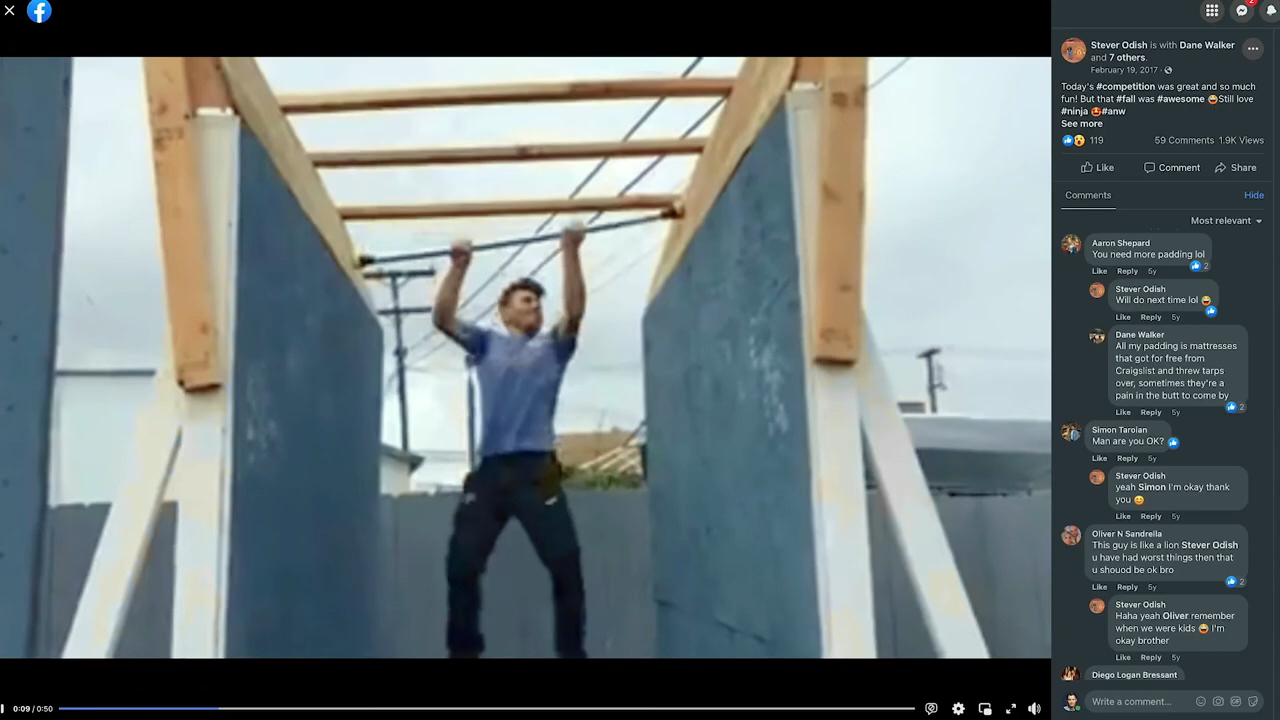 2
Stever Odish is with Dane Walker
and 7 others.
February 19, 2017 ·
Today's #competition was great and so much
fun! But that #fall was #awesome 😂Still love
#ninja 🤩#anw
See more
119
59 Comments 1.9K Views
Like
Comment
Share
Comments
Hide
Most relevant
Aaron Shepard
You need more padding lol
2
Like Reply 5y
Stever Odish
Will do next time lol 😂
Like Reply 5y
Dane Walker
All my padding is mattresses
that got for free from
Craigslist and threw tarps
over, sometimes they're a
pain in the butt to come by
2
Like Reply 5y
Simon Taroian
Man are you OK?
Like Reply 5y
Stever Odish
yeah Simon I'm okay thank
you 😊
Like Reply 5y
Oliver N Sandrella
This guy is like a lion Stever Odish
u have had worst things then that
u shouod be ok bro
2
Like Reply 5y
Stever Odish
Haha yeah Oliver remember
when we were kids 😂 I'm
okay brother
Like Reply 5y
Diego Logan Bressant
Write a comment...
0:09 / 0:50